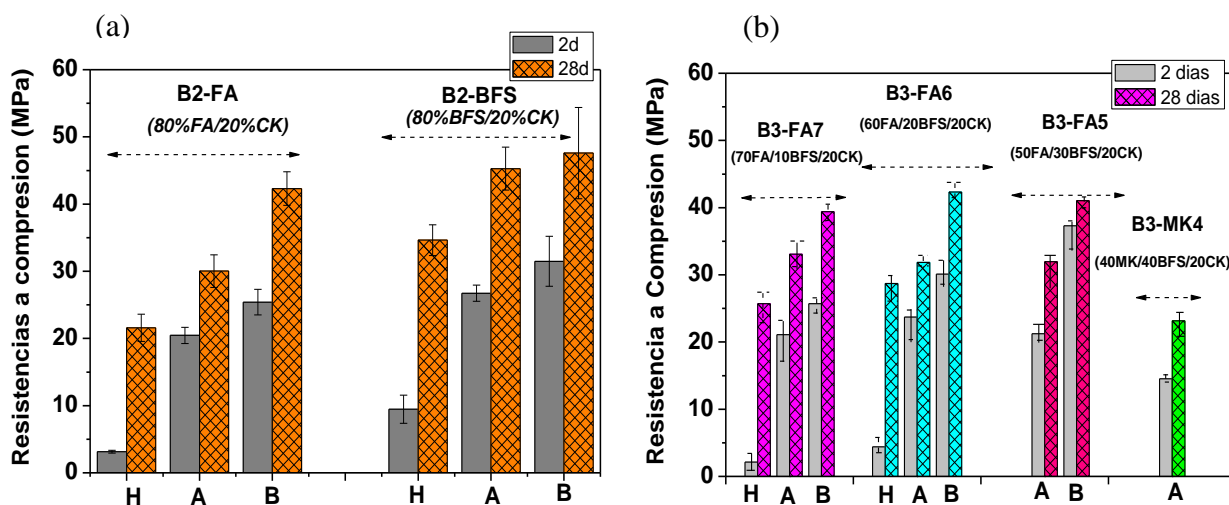 (a)
2d
28d
B2-FA
(80%FA/20%CK)
B2-BFS
(80%BFS/20%CK)
Resistencias a compresion (MPa)
60
50
40
30
20
10
0
H A B H A B
(b)
2 dias
28 dias
B3-FA6
(60FA/20BFS/20CK)
B3-FA7
(70FA/10BFS/20CK)
B3-FA5
(50FA/30BFS/20CK)
B3-MK4
(40MK/40BFS/20CK)
Resistencia a Compresion (MPa)
60
50
40
30
20
10
0
H A B H A B A B A